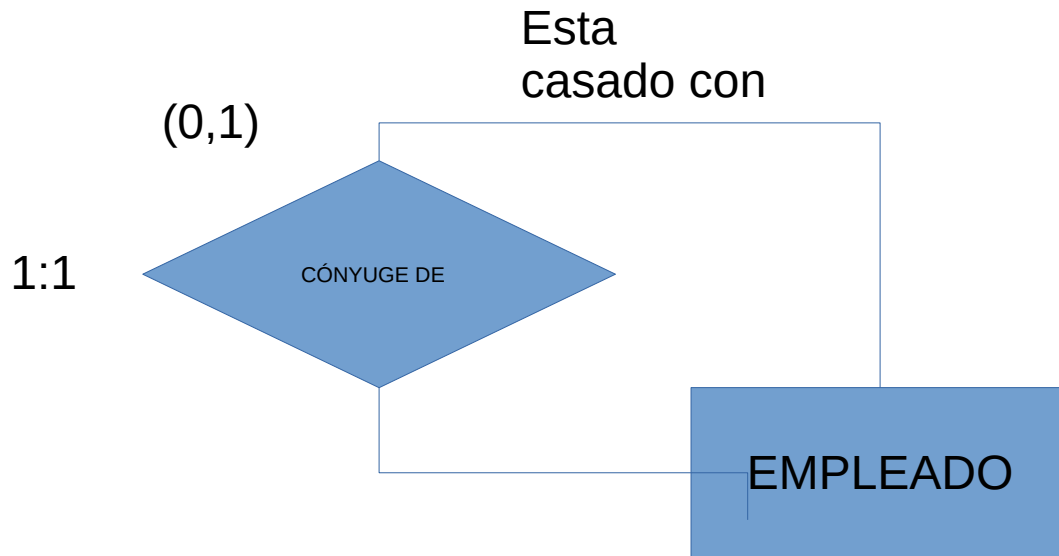 Esta
casado con
(0,1)
1:1
CÓNYUGE DE
EMPLEADO